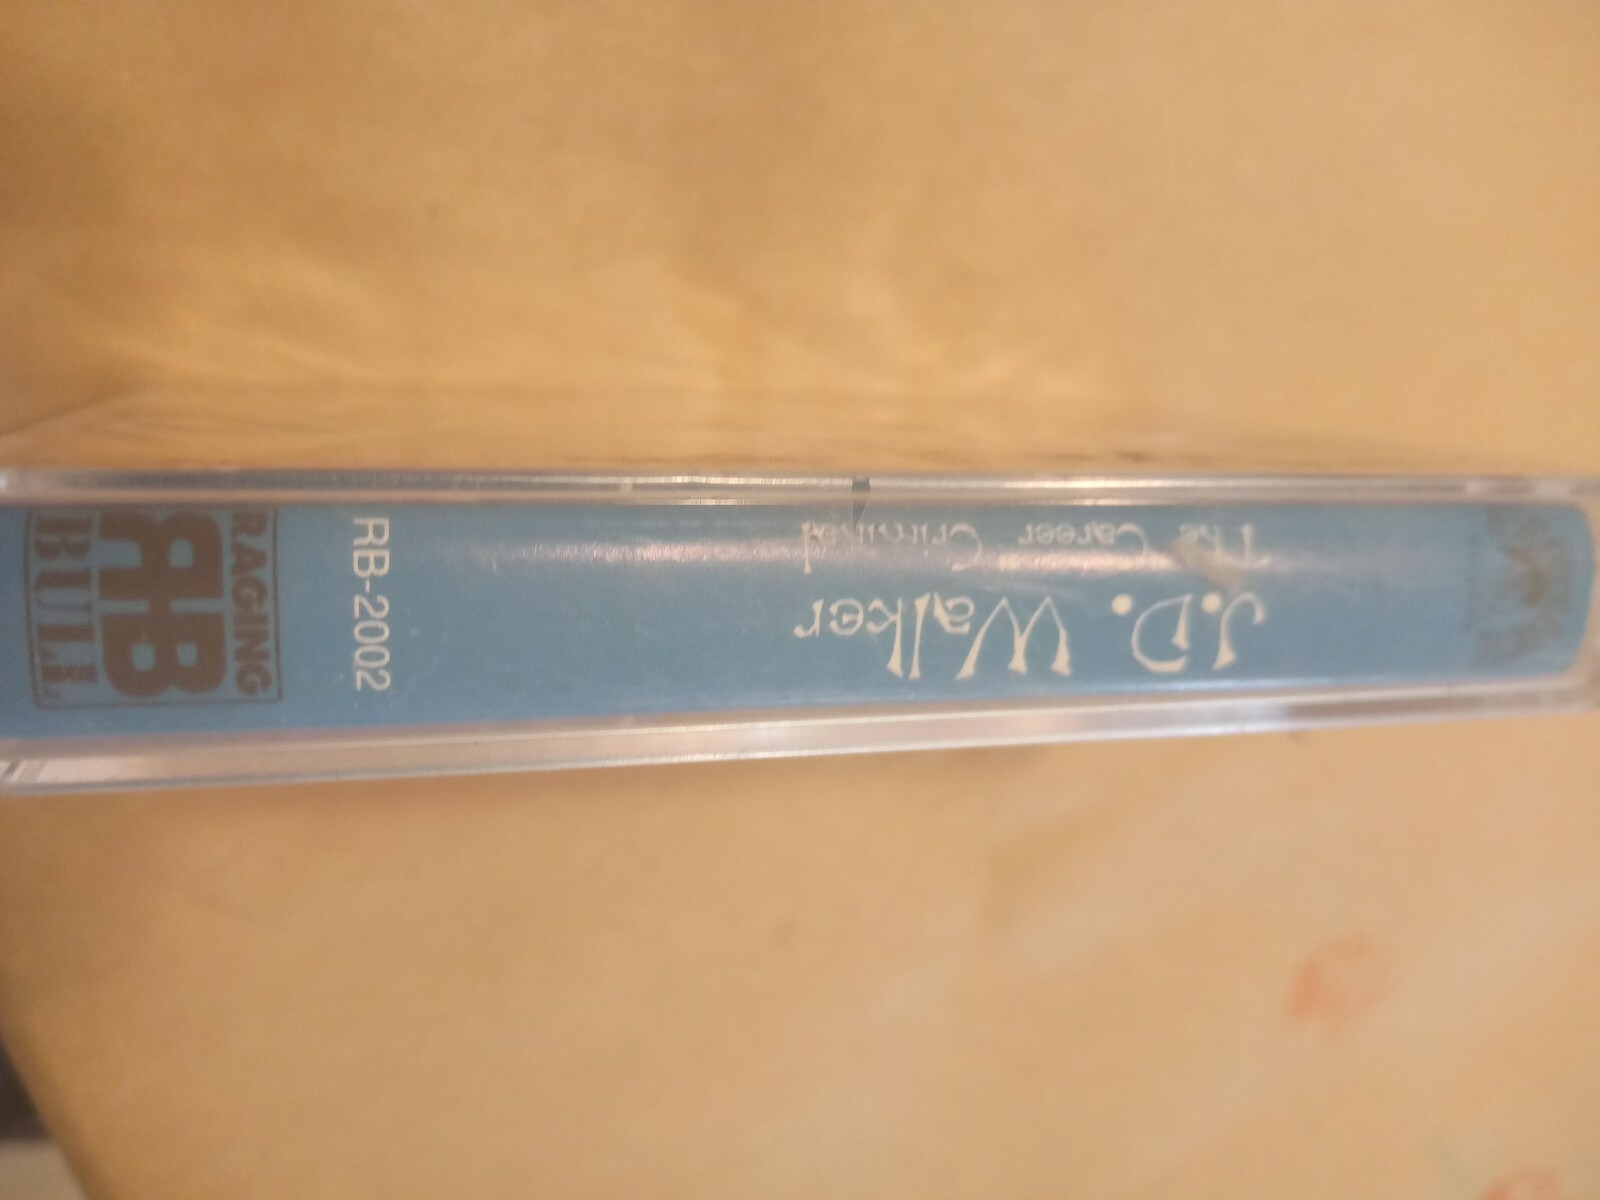 J.D. Walker
The Career Criminal
RB-2002
RAGING
RB
BULL